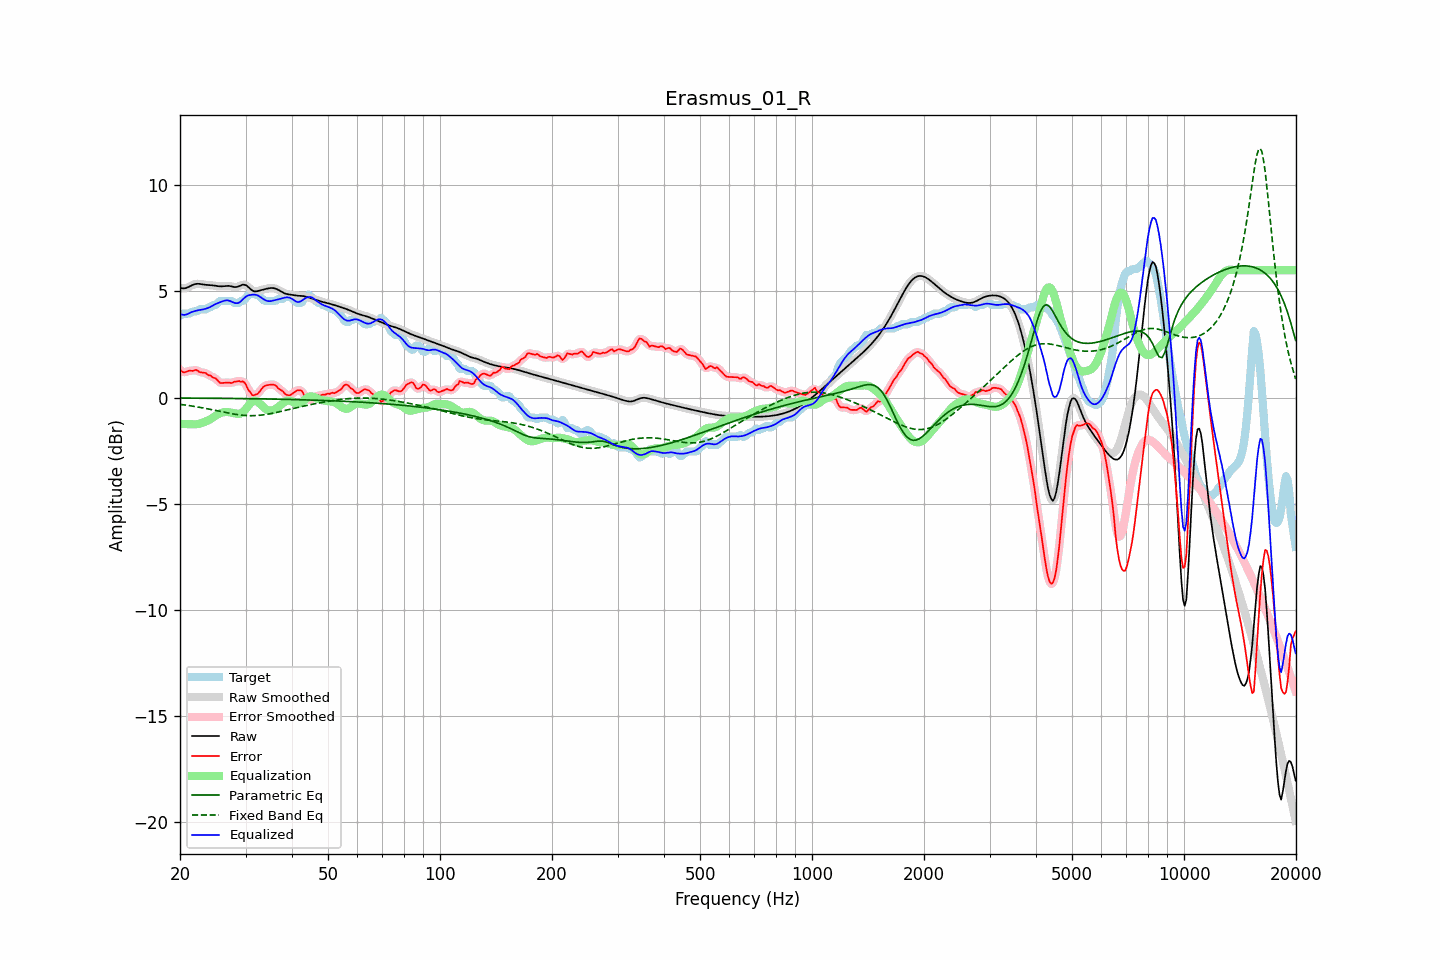 Erasmus_01_R
Amplitude (dBr)
10
5
0
−5
−10
−15
−20
Target
Raw Smoothed
Error Smoothed
Raw
Error
Equalization
Parametric Eq
Fixed Band Eq
Equalized
20 50 100 200 500 1000 2000 5000 10000 20000
Frequency (Hz)